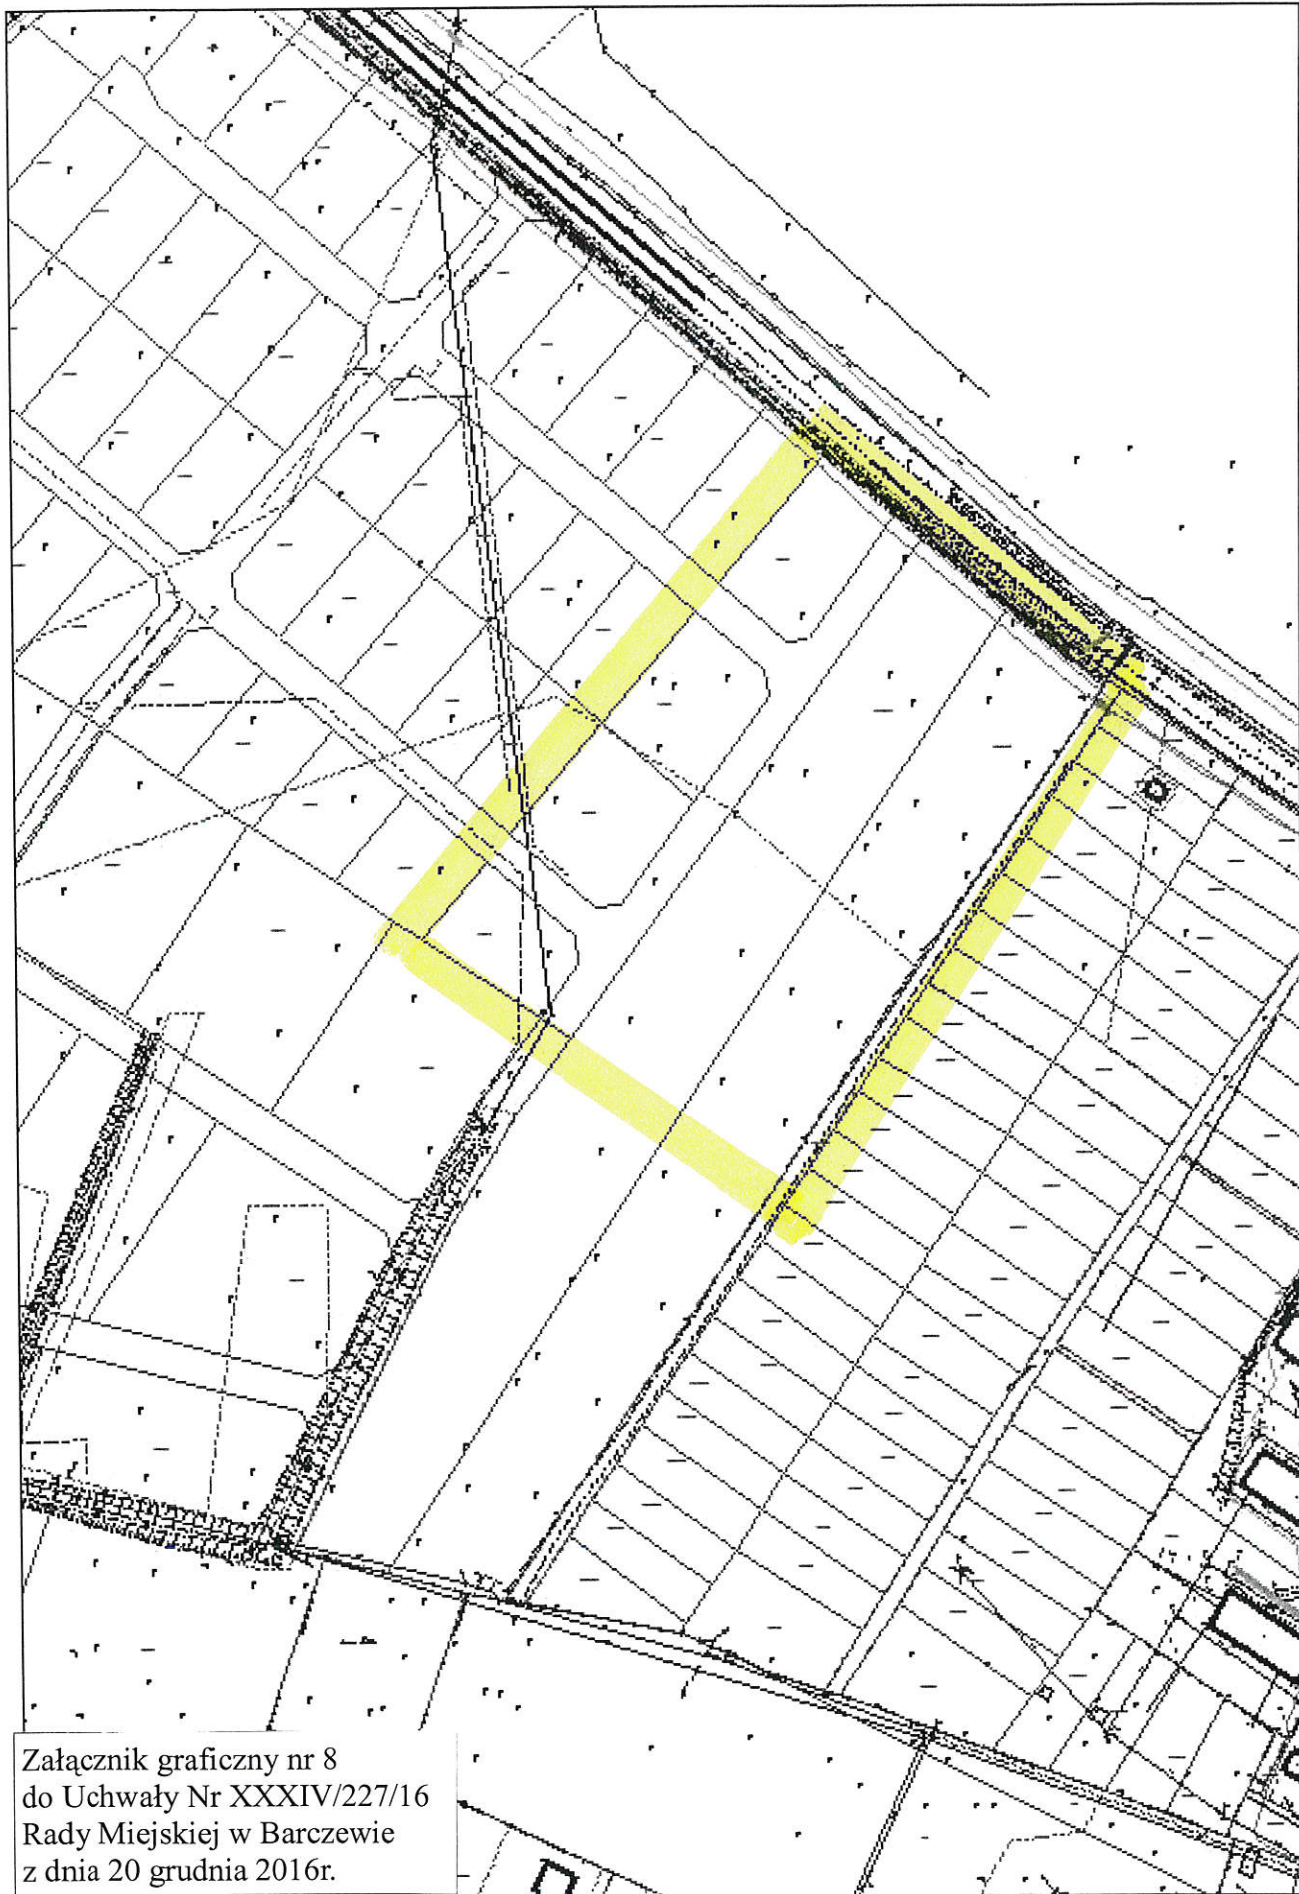 Załącznik graficzny nr 8
do Uchwały Nr XXXIV/227/16
Rady Miejskiej w Barczewie
z dnia 20 grudnia 2016r.